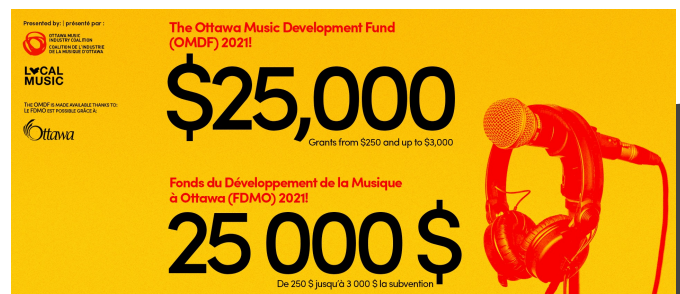 Presented by: | présenté par :
OTTAWA MUSIC
INDUSTRY COALITION
COALITION DE L'INDUSTRIE
DE LA MUSIQUE D'OTTAWA
LOCAL
MUSIC
THE OMDF IS MADE AVAILABLE THANKS TO:
LE FDMO EST POSSIBLE GRÂCE À:
Ottawa
The Ottawa Music Development Fund
(OMDF) 2021!
$25,000
Grants from $250 and up to $3,000
Fonds du Développement de la Musique
à Ottawa (FDMO) 2021!
25 000 $
De 250 $ jusqu'à 3 000 $ la subvention